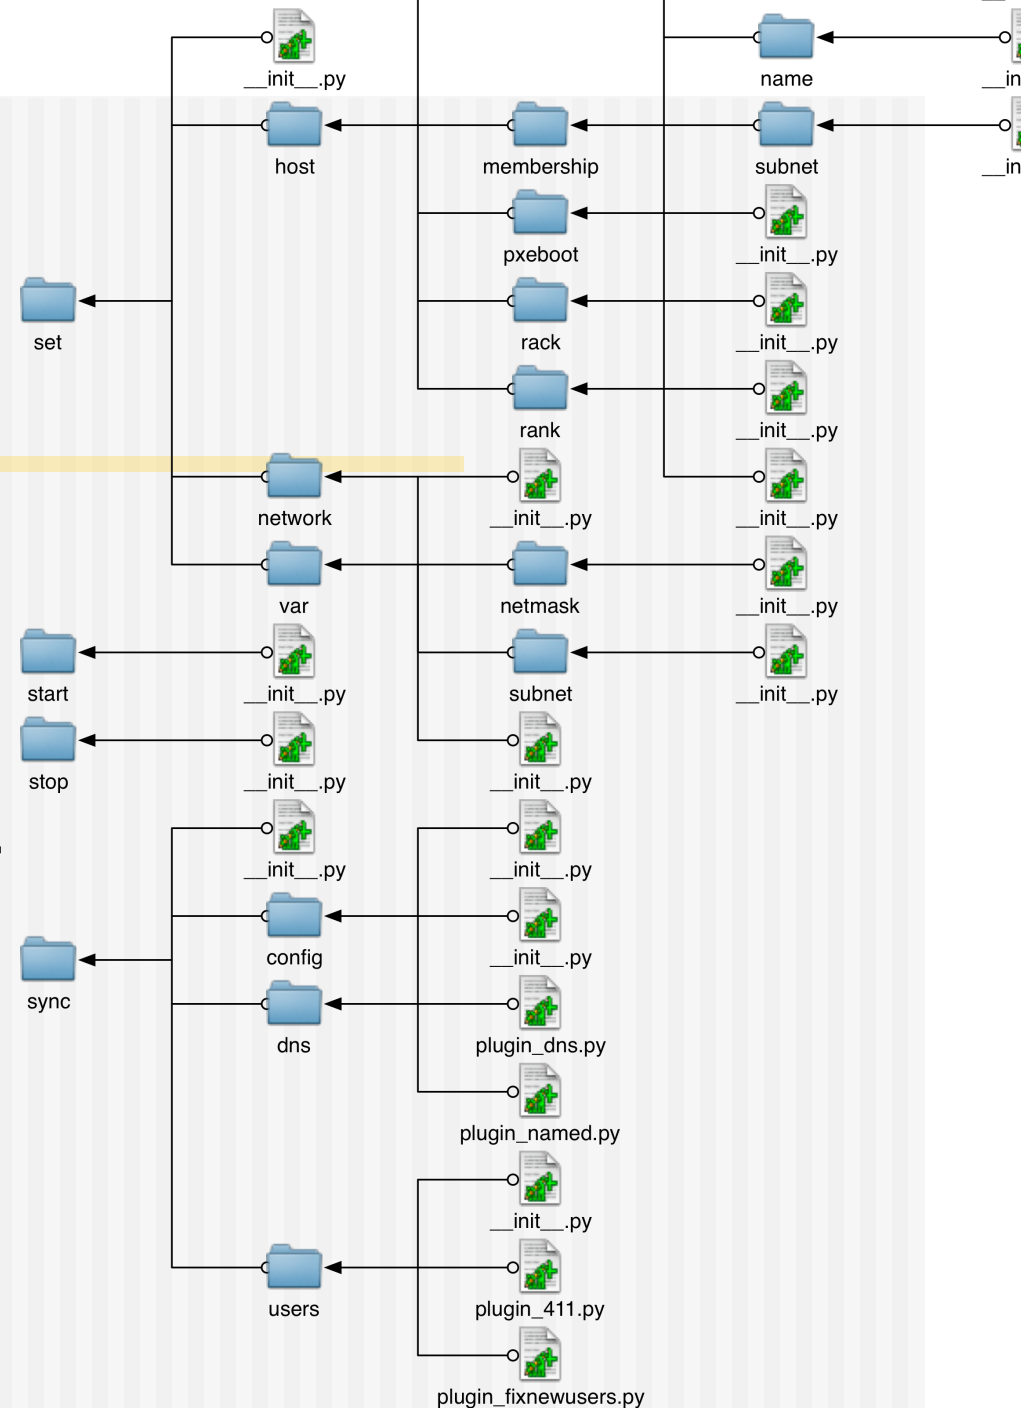 __init__.py
name
__in
host
membership
subnet
__in
pxeboot
__init__.py
set
rack
__init__.py
rank
__init__.py
network
__init__.py
__init__.py
var
netmask
__init__.py
start
__init__.py
subnet
__init__.py
stop
__init__.py
__init__.py
__init__.py
__init__.py
config
__init__.py
sync
dns
plugin_dns.py
plugin_named.py
__init__.py
users
plugin_411.py
plugin_fixnewusers.py